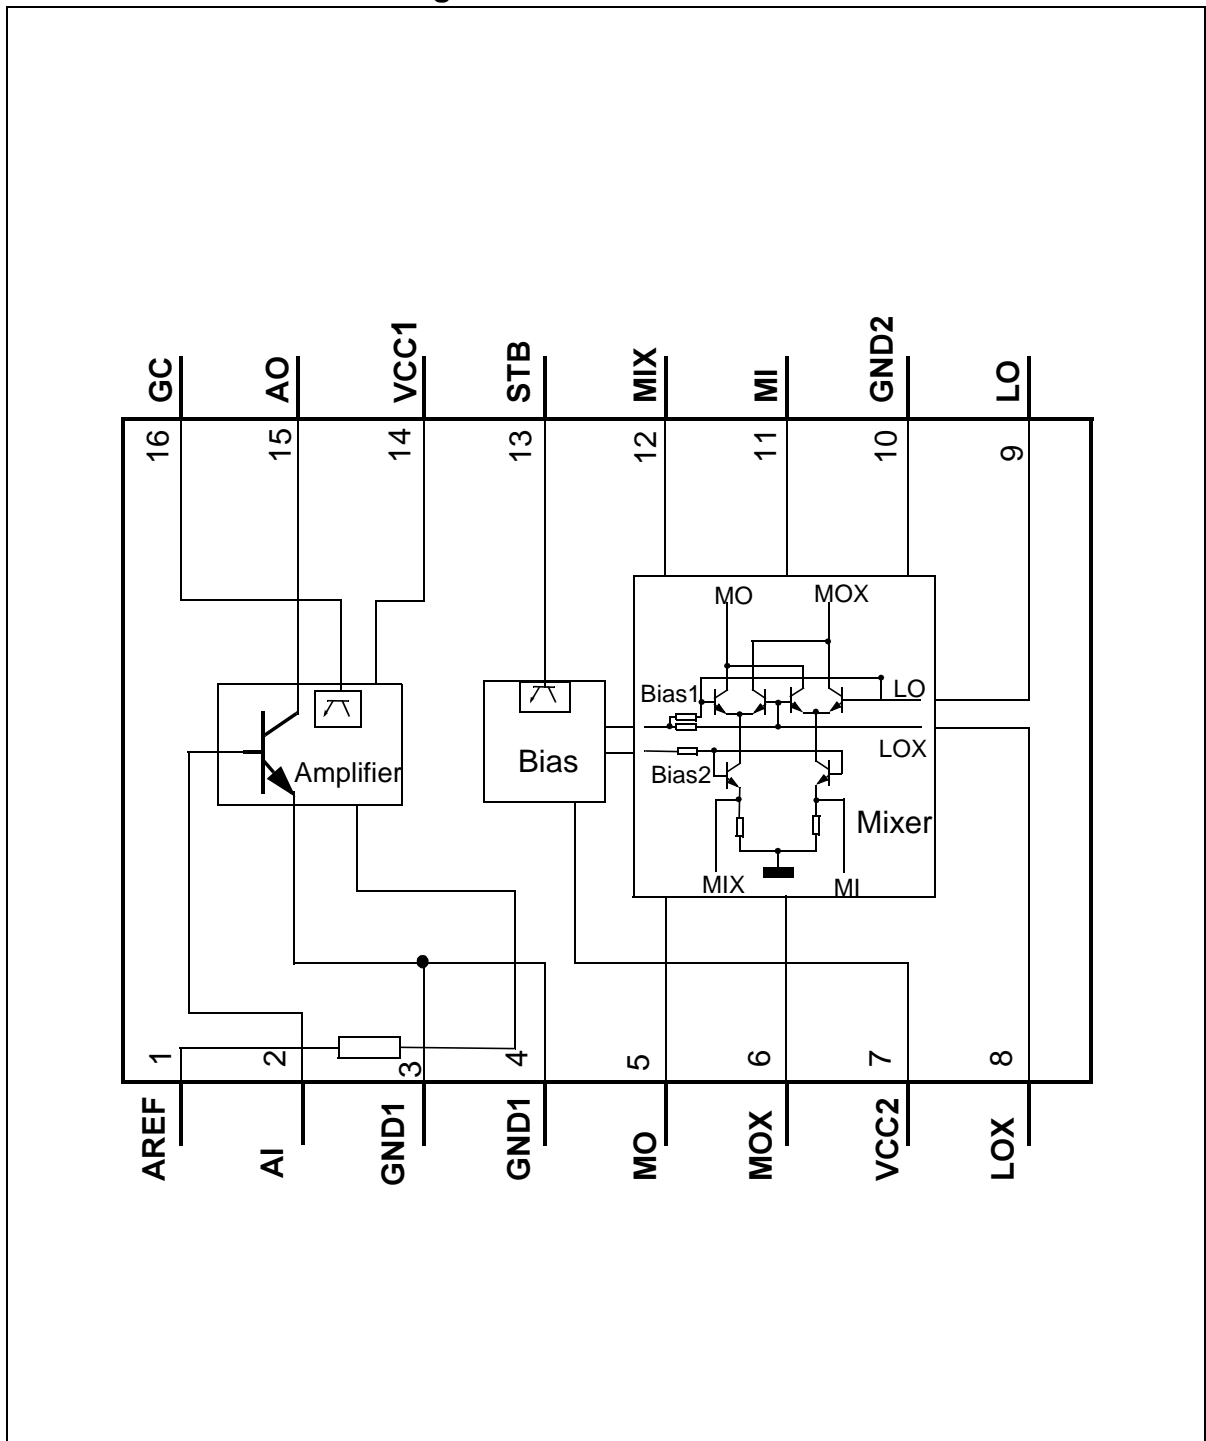 GC
AO
VCC1
STB
MIX
MI
GND2
LO
16
15
14
13
12
11
10
9
MO
MOX
Bias1
LO
LOX
Bias
Bias2
Amplifier
Mixer
MIX
MI
1
2
3
4
5
6
7
8
AREF
AI
GND1
GND1
MO
MOX
VCC2
LOX